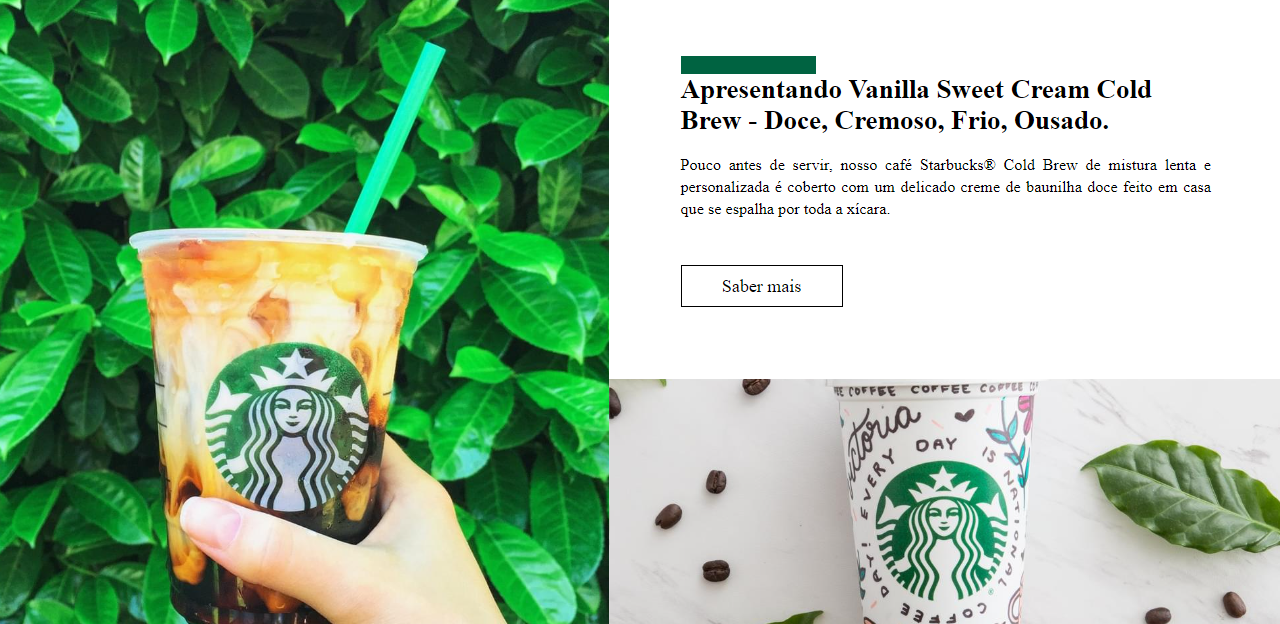 Apresentando Vanilla Sweet Cream Cold
Brew - Doce, Cremoso, Frio, Ousado.
Pouco antes de servir, nosso café Starbucks® Cold Brew de mistura lenta e
personalizada é coberto com um delicado creme de baunilha doce feito em casa
que se espalha por toda a xícara.
Saber mais
COFFEE COFFEE COFFEE CO
Victoria
EVERY DAY IS NATIONAL COFFEE DAY!